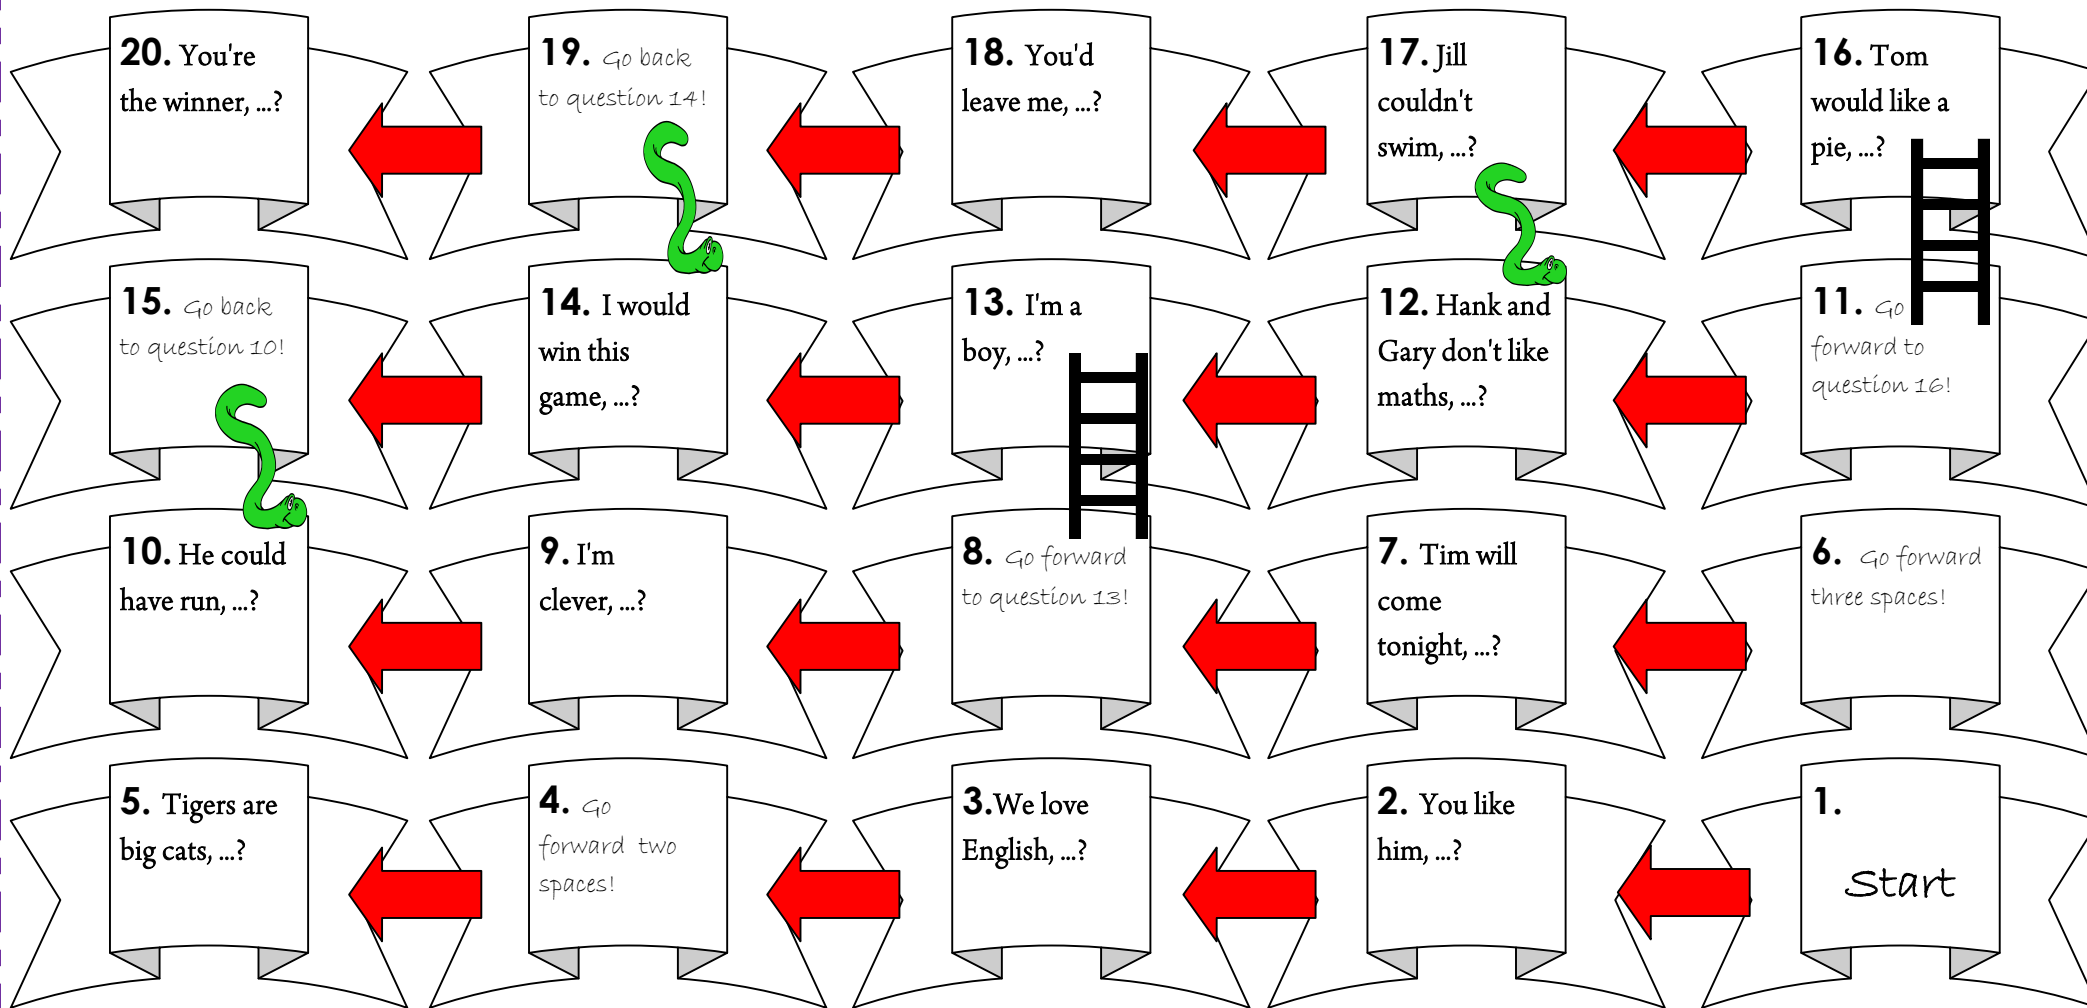 20. You're
the winner, ...?
19. Go back
to question 14!
18. You'd
leave me, ...?
17. Jill
couldn't
swim, ...?
16. Tom
would like a
pie, ...?
15. Go back
to question 10!
14. I would
win this
game, ...?
13. I'm a
boy, ...?
12. Hank and
Gary don't like
maths, ...?
11. Go
forward to
question 16!
10. He could
have run, ...?
9. I'm
clever, ...?
8. Go forward
to question 13!
7. Tim will
come
tonight, ...?
6. Go forward
three spaces!
5. Tigers are
big cats, ...?
4. Go
forward two
spaces!
3.We love
English, ...?
2. You like
him, ...?
1.
Start